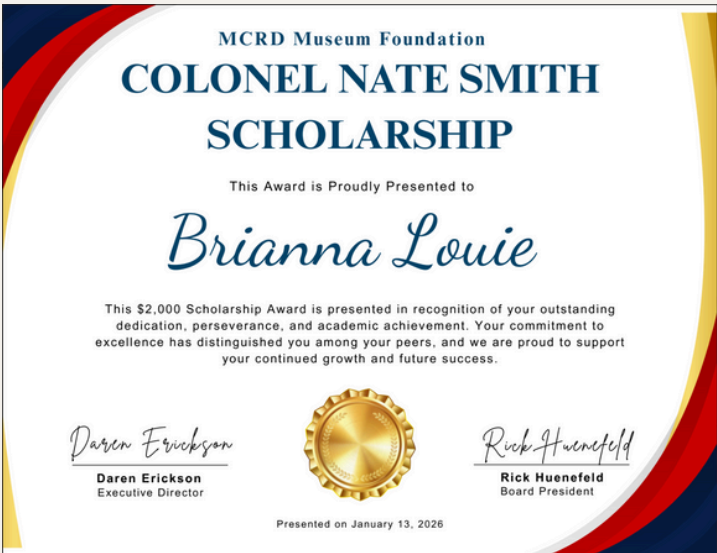 MCRD Museum Foundation
COLONEL NATE SMITH
SCHOLARSHIP
This Award is Proudly Presented to
Brianna Louie
This $2,000 Scholarship Award is presented in recognition of your outstanding
dedication, perseverance, and academic achievement. Your commitment to
excellence has distinguished you among your peers, and we are proud to support
your continued growth and future success.
Daren Erickson
Daren Erickson
Executive Director
Rick Huenefeld
Rick Huenefeld
Board President
Presented on January 13, 2026